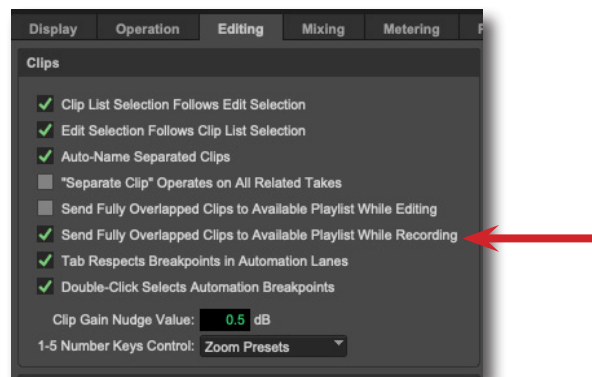 Display Operation Editing Mixing Metering
Clips
Clip List Selection Follows Edit Selection
Edit Selection Follows Clip List Selection
Auto-Name Separated Clips
"Separate Clip" Operates on All Related Takes
Send Fully Overlapped Clips to Available Playlist While Editing
Send Fully Overlapped Clips to Available Playlist While Recording
Tab Respects Breakpoints in Automation Lanes
Double-Click Selects Automation Breakpoints
Clip Gain Nudge Value: 0.5 dB
1-5 Number Keys Control: Zoom Presets